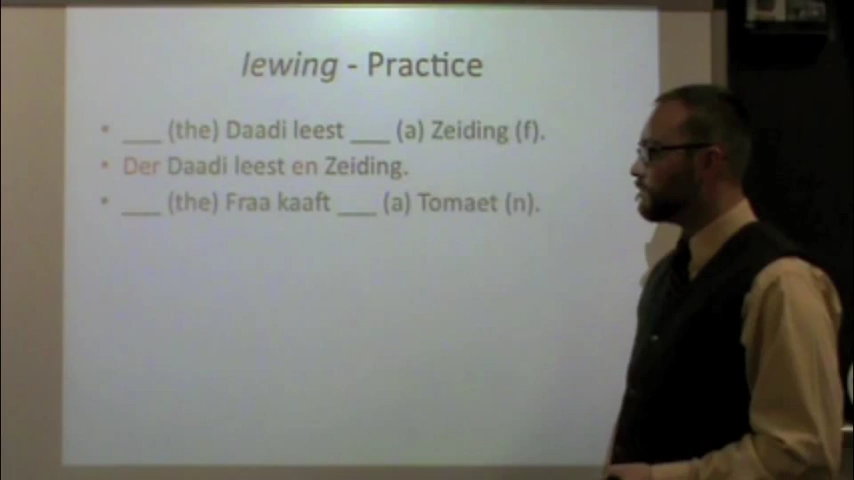 Iewing - Practice
• ___ (the) Daadi leest ___ (a) Zeiding (f).
• Der Daadi leest en Zeiding.
• ___ (the) Fraa kaaft ___ (a) Tomaet (n).